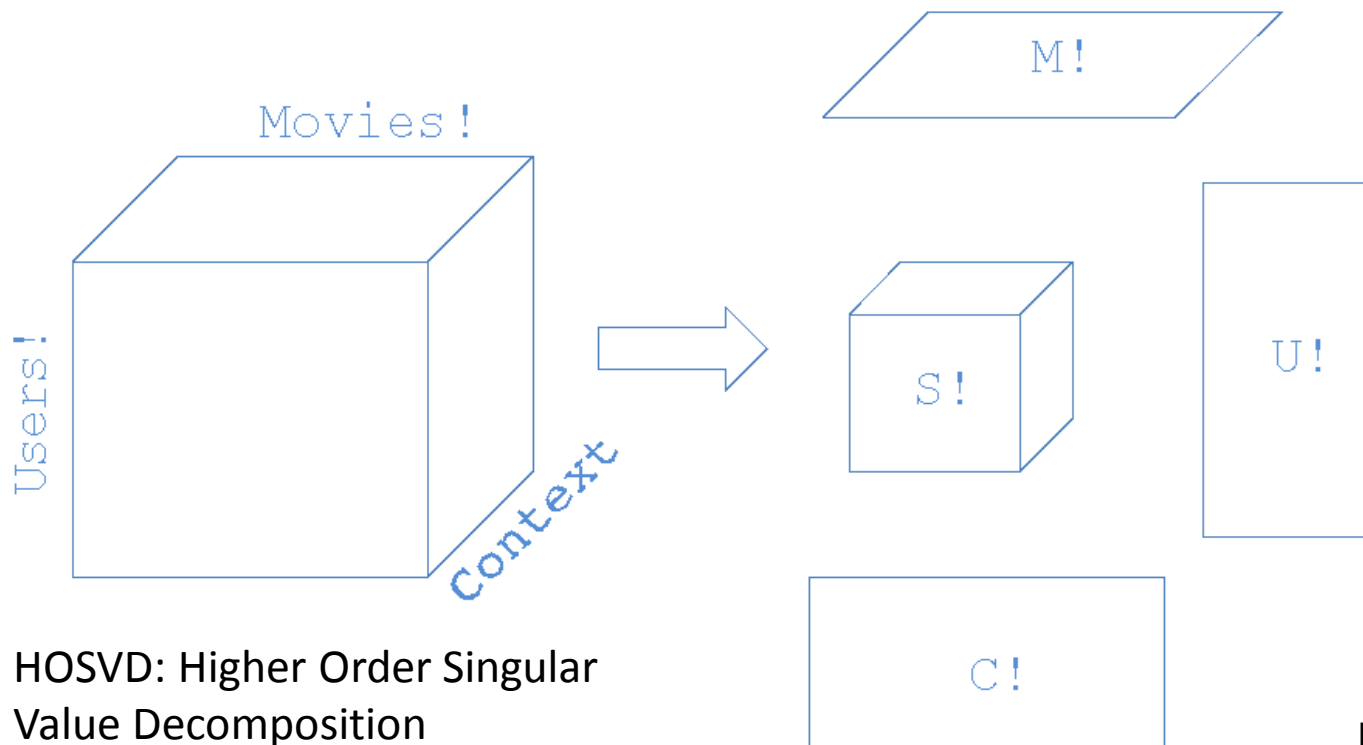 Movies!
Users!
Context
M!
S!
U!
C!
HOSVD: Higher Order Singular
Value Decomposition